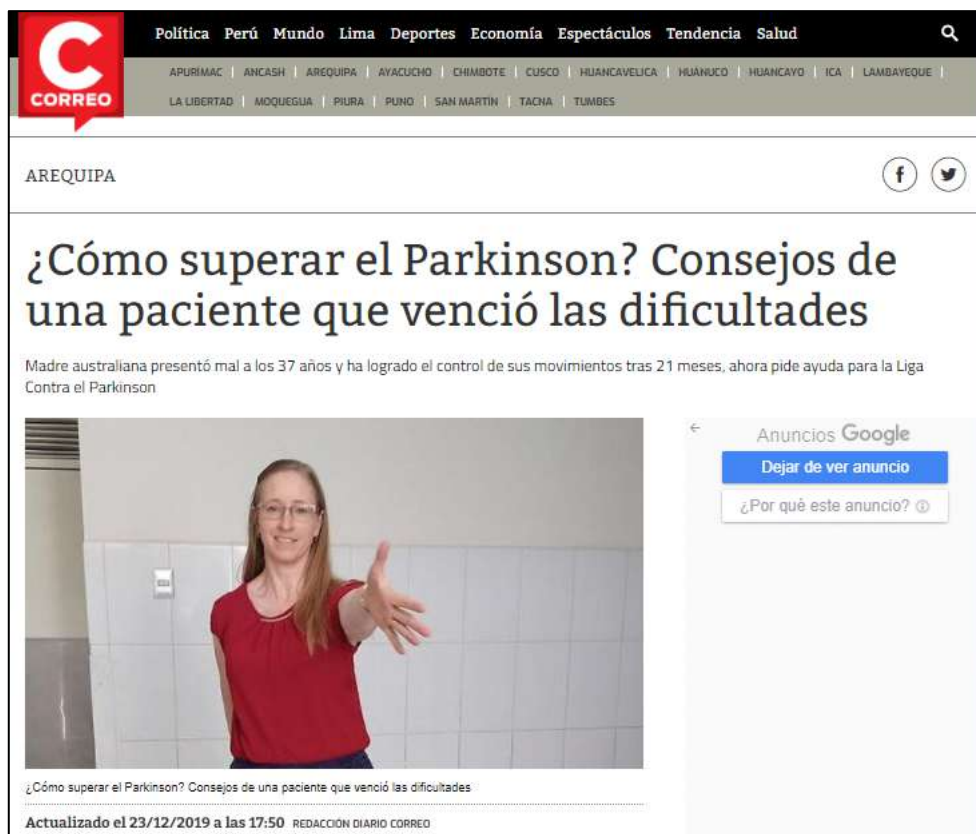 C
CORREO
Política Perú Mundo Lima Deportes Economía Espectáculos Tendencia Salud
APURÍMAC | ANCASH | AREQUIPA | AYACUCHO | CHIMBOTE | CUSCO | HUANCAVELICA | HUÁNUCO | HUANCAYO | ICA | LAMBAYEQUE |
LA LIBERTAD | MOQUEGUA | PIURA | PUNO | SAN MARTÍN | TACNA | TUMBES
AREQUIPA
¿Cómo superar el Parkinson? Consejos de
una paciente que venció las dificultades
Madre australiana presentó mal a los 37 años y ha logrado el control de sus movimientos tras 21 meses, ahora pide ayuda para la Liga
Contra el Parkinson
Anuncios Google
Dejar de ver anuncio
¿Por qué este anuncio?
¿Cómo superar el Parkinson? Consejos de una paciente que venció las dificultades
Actualizado el 23/12/2019 a las 17:50 REDACCIÓN DIARIO CORREO